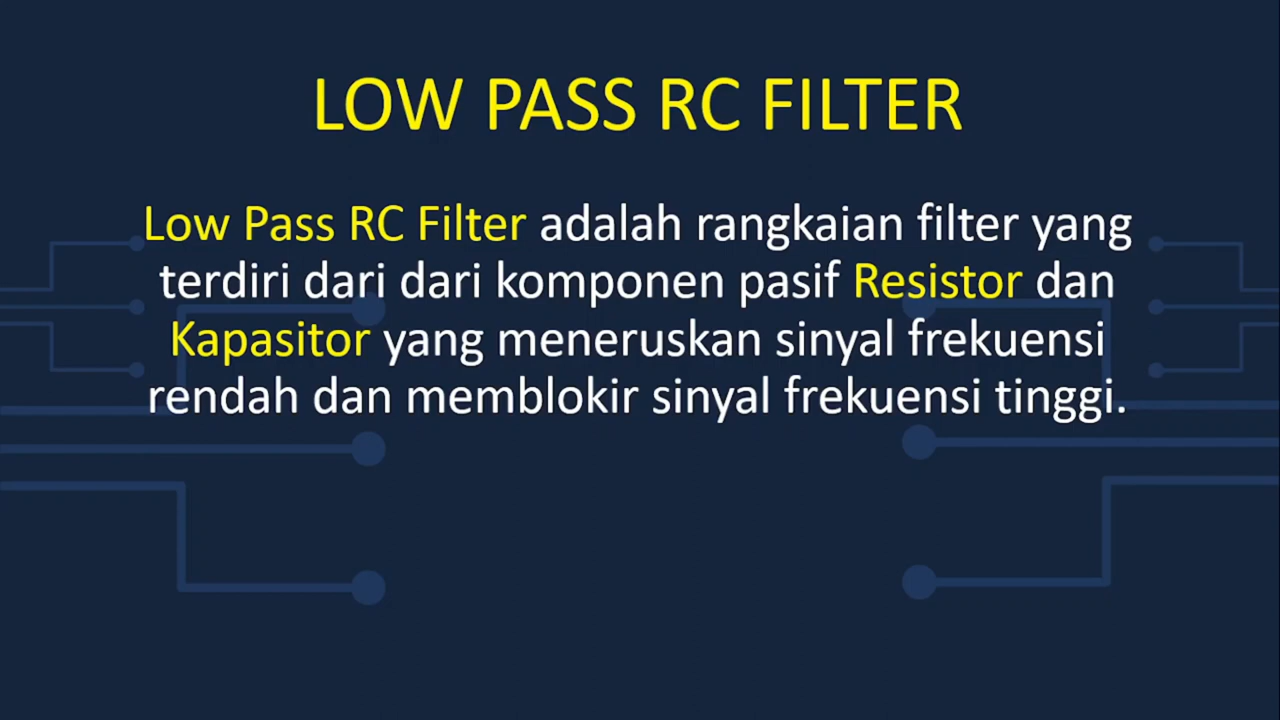 LOW PASS RC FILTER
Low Pass RC Filter adalah rangkaian filter yang
terdiri dari dari komponen pasif Resistor dan
Kapasitor yang meneruskan sinyal frekuensi
rendah dan memblokir sinyal frekuensi tinggi.